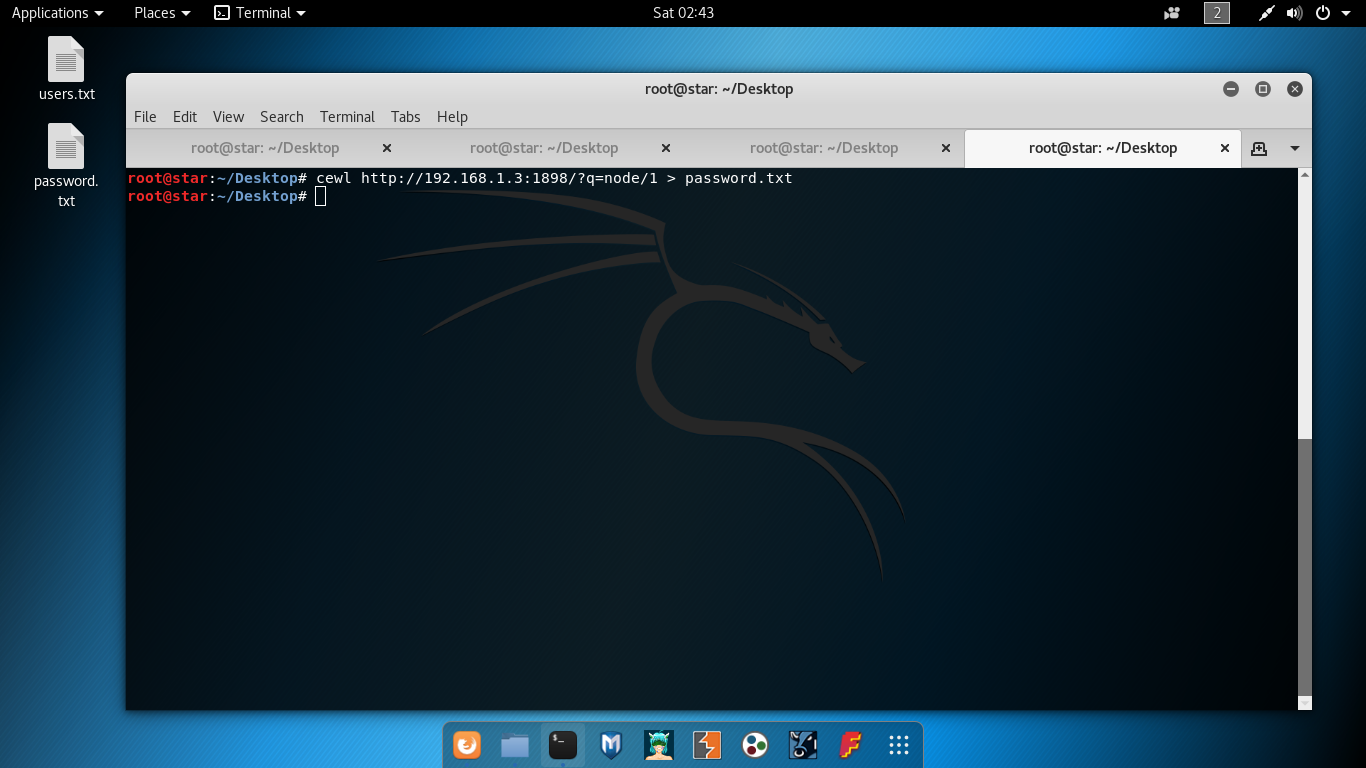 Applications Places Terminal Sat 02:43 2
users.txt
password.
txt
root@star: ~/Desktop
File Edit View Search Terminal Tabs Help
root@star: ~/Desktop root@star: ~/Desktop root@star: ~/Desktop root@star: ~/Desktop
root@star:~/Desktop# cewl http://192.168.1.3:1898/?q=node/1 > password.txt
root@star:~/Desktop#